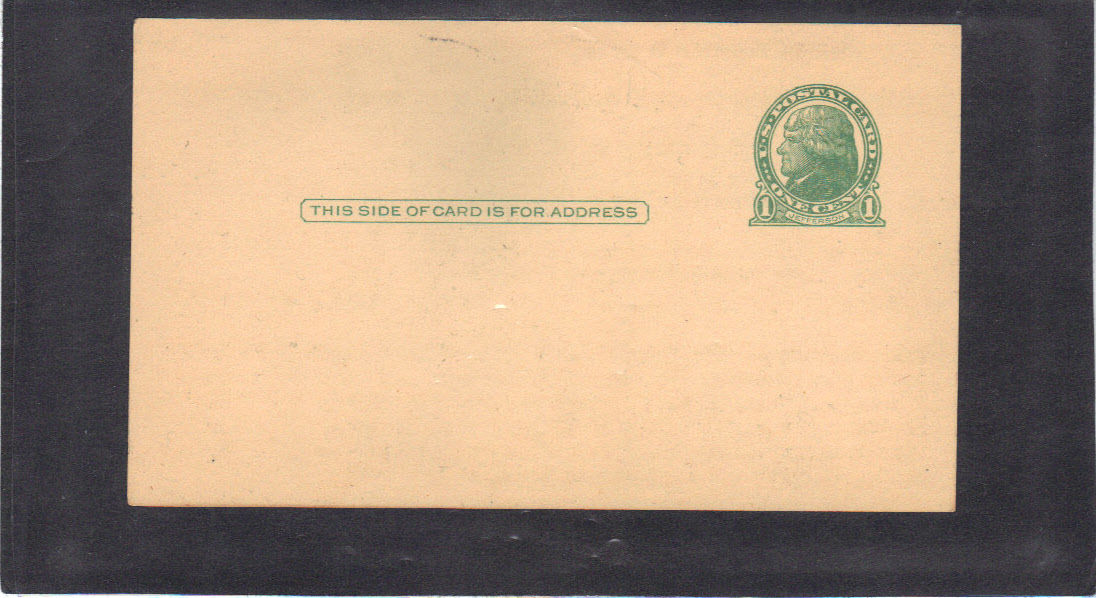 U.S. POSTAL CARD
THIS SIDE OF CARD IS FOR ADDRESS
ONE CENT
1 JEFFERSON 1